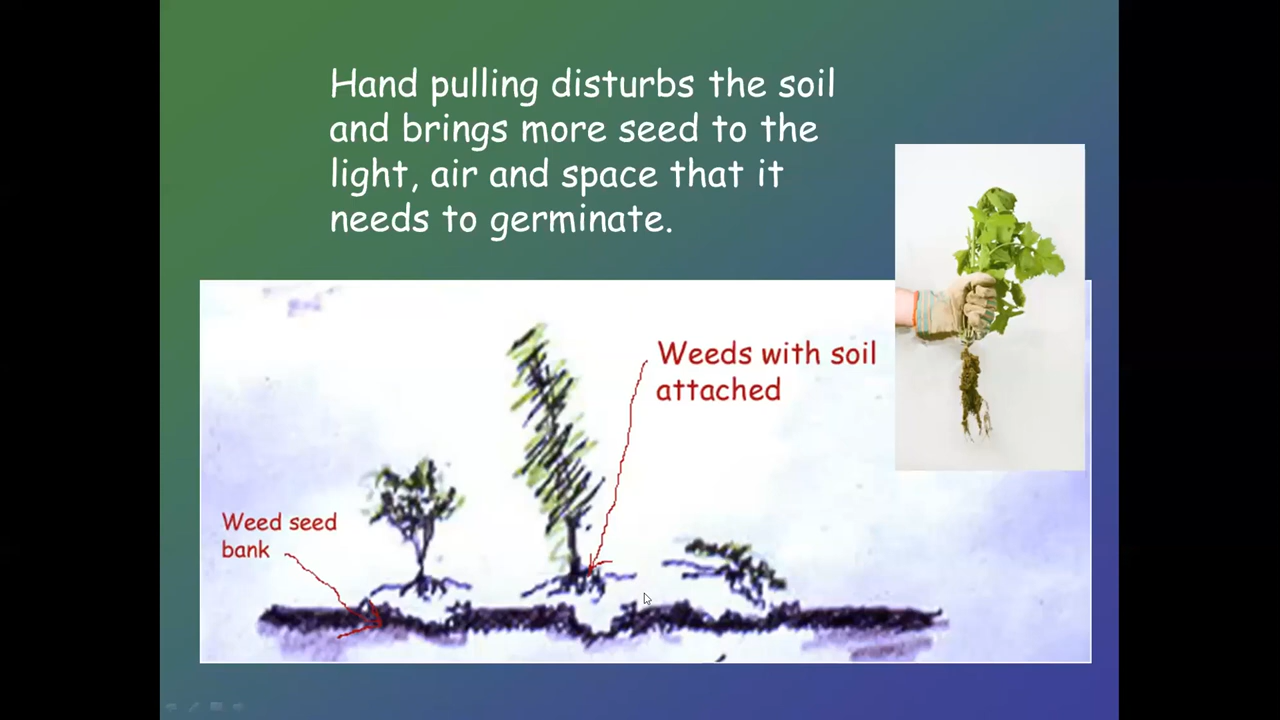 Hand pulling disturbs the soil
and brings more seed to the
light, air and space that it
needs to germinate.
Weeds with soil
attached
Weed seed
bank